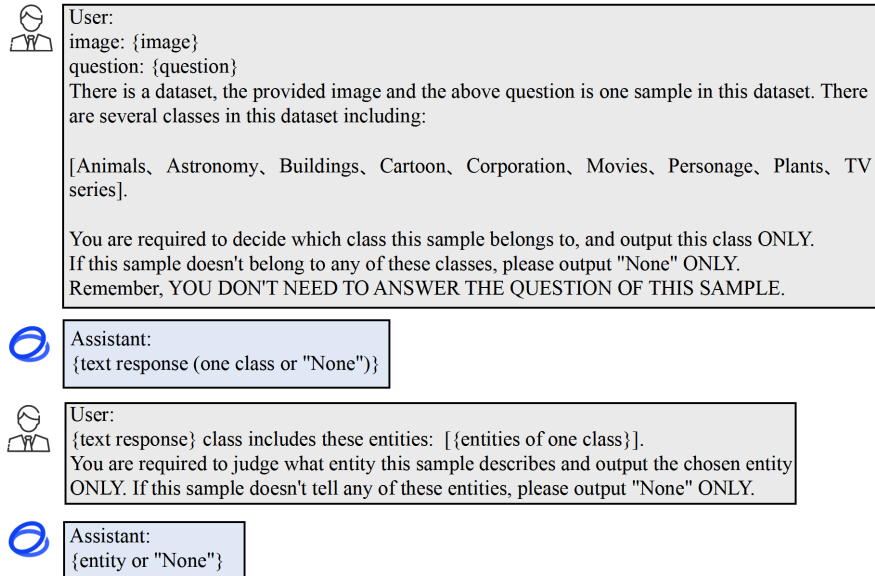 User:
image: {image}
question: {question}
There is a dataset, the provided image and the above question is one sample in this dataset. There
are several classes in this dataset including:
[Animals、Astronomy、Buildings、Cartoon、Corporation、Movies、Personage、Plants、TV
series].
You are required to decide which class this sample belongs to, and output this class ONLY.
If this sample doesn't belong to any of these classes, please output "None" ONLY.
Remember, YOU DON'T NEED TO ANSWER THE QUESTION OF THIS SAMPLE.
Assistant:
{text response (one class or "None")}
User:
{text response} class includes these entities:  [{entities of one class}].
You are required to judge what entity this sample describes and output the chosen entity
ONLY. If this sample doesn't tell any of these entities, please output "None" ONLY.
Assistant:
{entity or "None"}